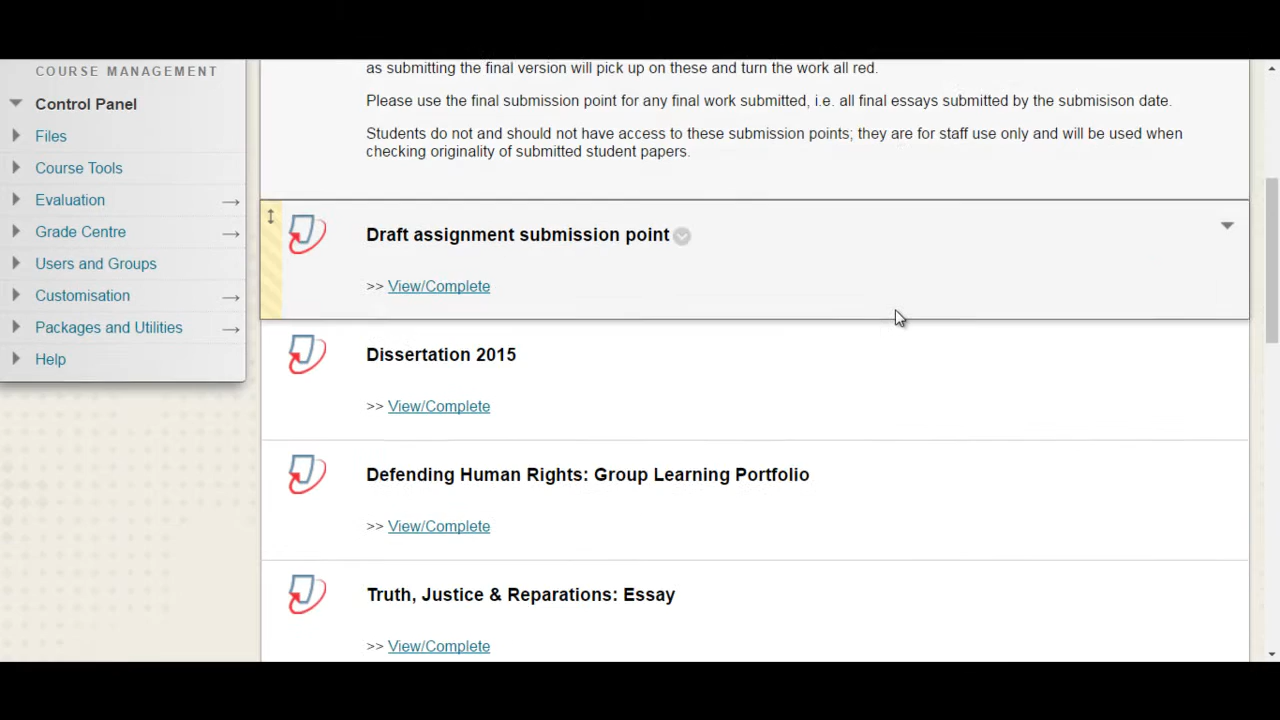 COURSE MANAGEMENT
Control Panel
Files
Course Tools
Evaluation
Grade Centre
Users and Groups
Customisation
Packages and Utilities
Help
as submitting the final version will pick up on these and turn the work all red.
Please use the final submission point for any final work submitted, i.e. all final essays submitted by the submisison date.
Students do not and should not have access to these submission points; they are for staff use only and will be used when
checking originality of submitted student papers.
Draft assignment submission point
>> View/Complete
Dissertation 2015
>> View/Complete
Defending Human Rights: Group Learning Portfolio
>> View/Complete
Truth, Justice & Reparations: Essay
>> View/Complete